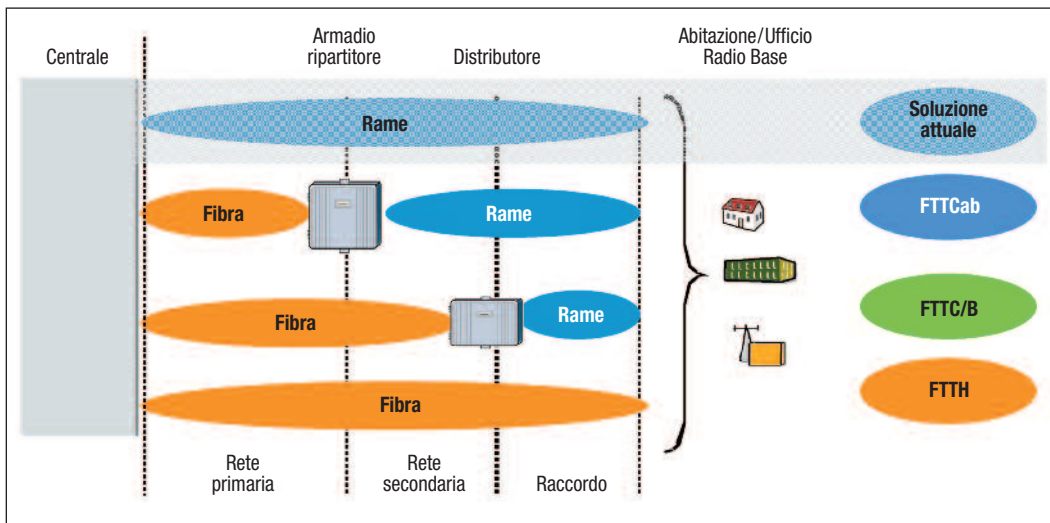 Centrale
Armadio
ripartitore
Distributore
Abitazione/Ufficio
Radio Base
Rame
Soluzione
attuale
Fibra
Rame
FTTCab
Fibra
Rame
FTTC/B
Fibra
FTTH
Rete
primaria
Rete
secondaria
Raccordo